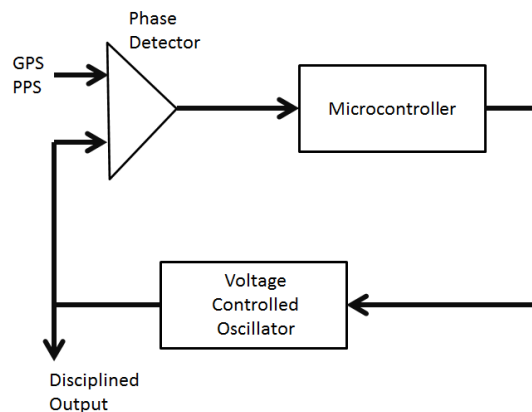 Phase
Detector
GPS
PPS
Microcontroller
Voltage
Controlled
Oscillator
Disciplined
Output